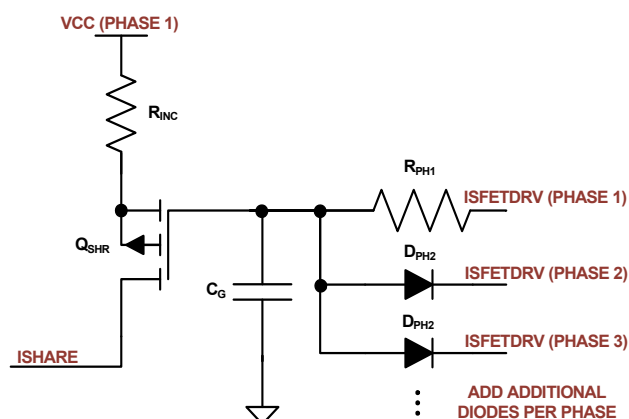 VCC (PHASE 1)
RINC
RPH1
ISFETDRV (PHASE 1)
QSHR
DPH2
ISFETDRV (PHASE 2)
CG
DPH2
ISFETDRV (PHASE 3)
ISHARE
ADD ADDITIONAL
DIODES PER PHASE